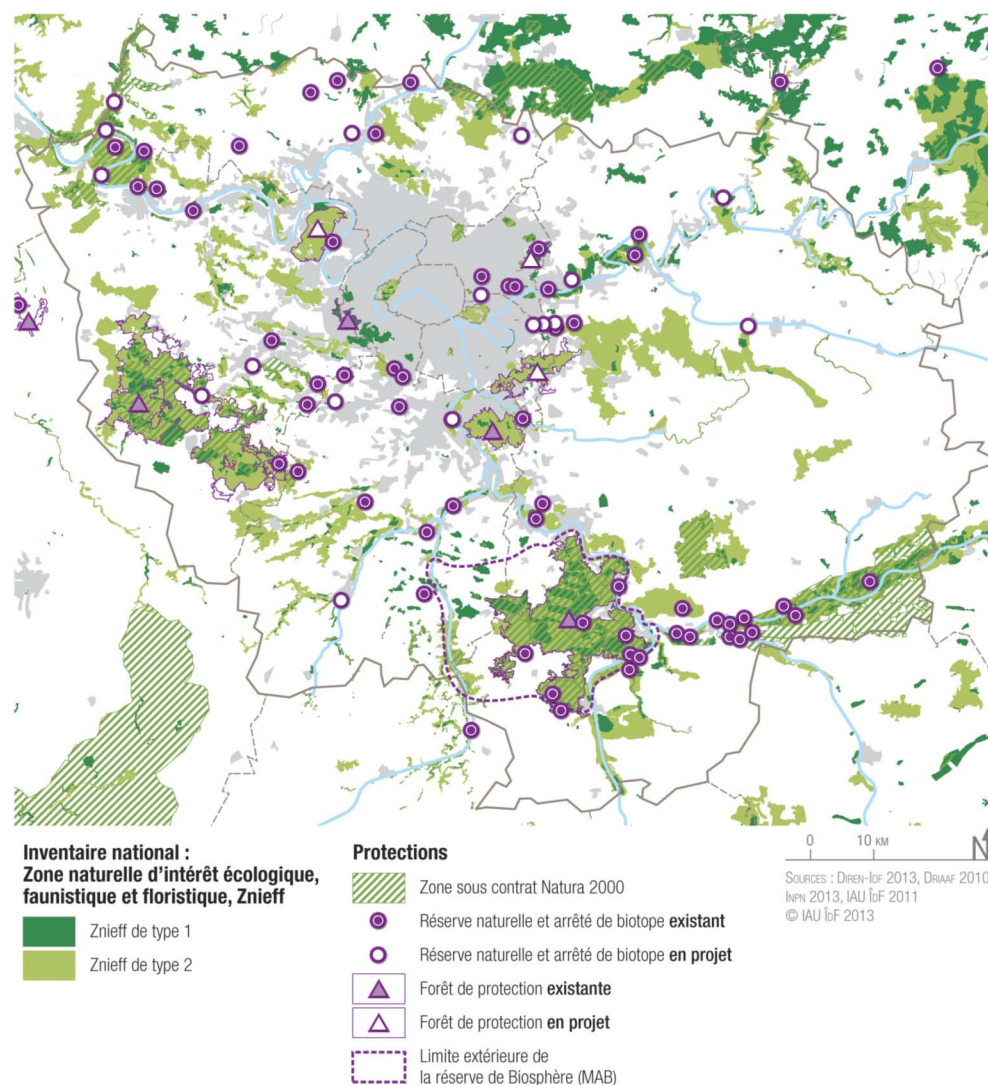 Inventaire national :
Zone naturelle d'intérêt écologique,
faunistique et floristique, Znieff
Znieff de type 1
Znieff de type 2
Protections
Zone sous contrat Natura 2000
Réserve naturelle et arrêté de biotope existant
Réserve naturelle et arrêté de biotope en projet
Forêt de protection existante
Forêt de protection en projet
Limite extérieure de
la réserve de Biosphère (MAB)
0 10 KM
N
SOURCES : DIREN-IDF 2013, DRIAAF 2010
INPN 2013, IAU ÎDF 2011
© IAU ÎDF 2013